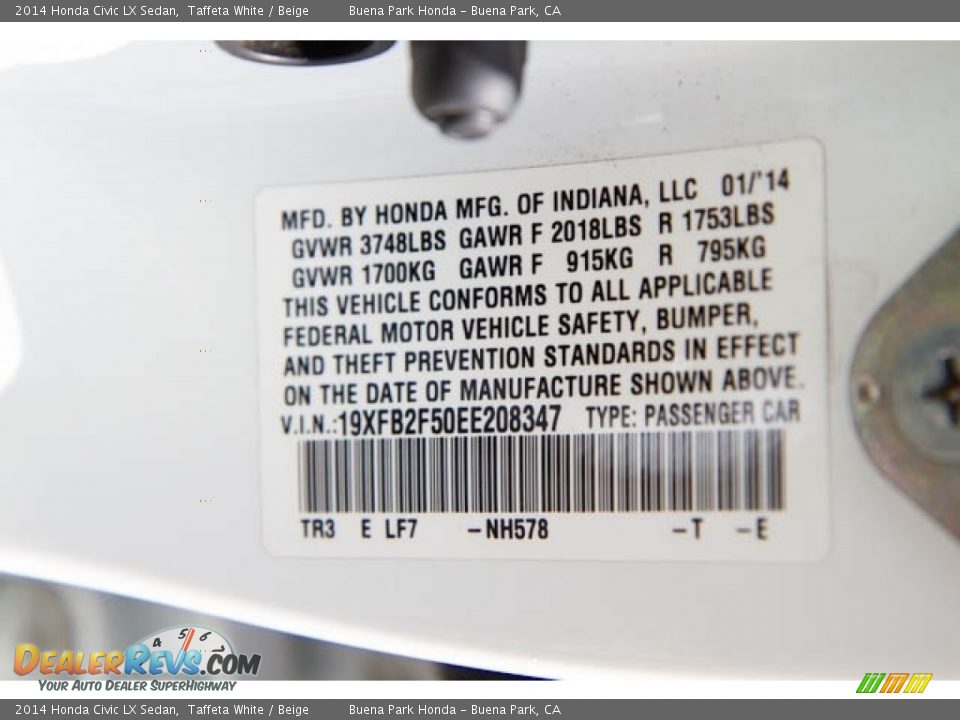 2014 Honda Civic LX Sedan, Taffeta White / Beige Buena Park Honda - Buena Park, CA
MFD. BY HONDA MFG. OF INDIANA, LLC 01/'14
GVWR 3748LBS GAWR F 2018LBS R 1753LBS
GVWR 1700KG GAWR F 915KG R 795KG
THIS VEHICLE CONFORMS TO ALL APPLICABLE
FEDERAL MOTOR VEHICLE SAFETY, BUMPER,
AND THEFT PREVENTION STANDARDS IN EFFECT
ON THE DATE OF MANUFACTURE SHOWN ABOVE.
V.I.N.:19XFB2F50EE208347 TYPE: PASSENGER CAR
TR3 E LF7 -NH578 -T -E
4 5 6 7
DEALERREVS.COM
YOUR AUTO DEALER SUPERHIGHWAY
2014 Honda Civic LX Sedan, Taffeta White / Beige Buena Park Honda - Buena Park, CA